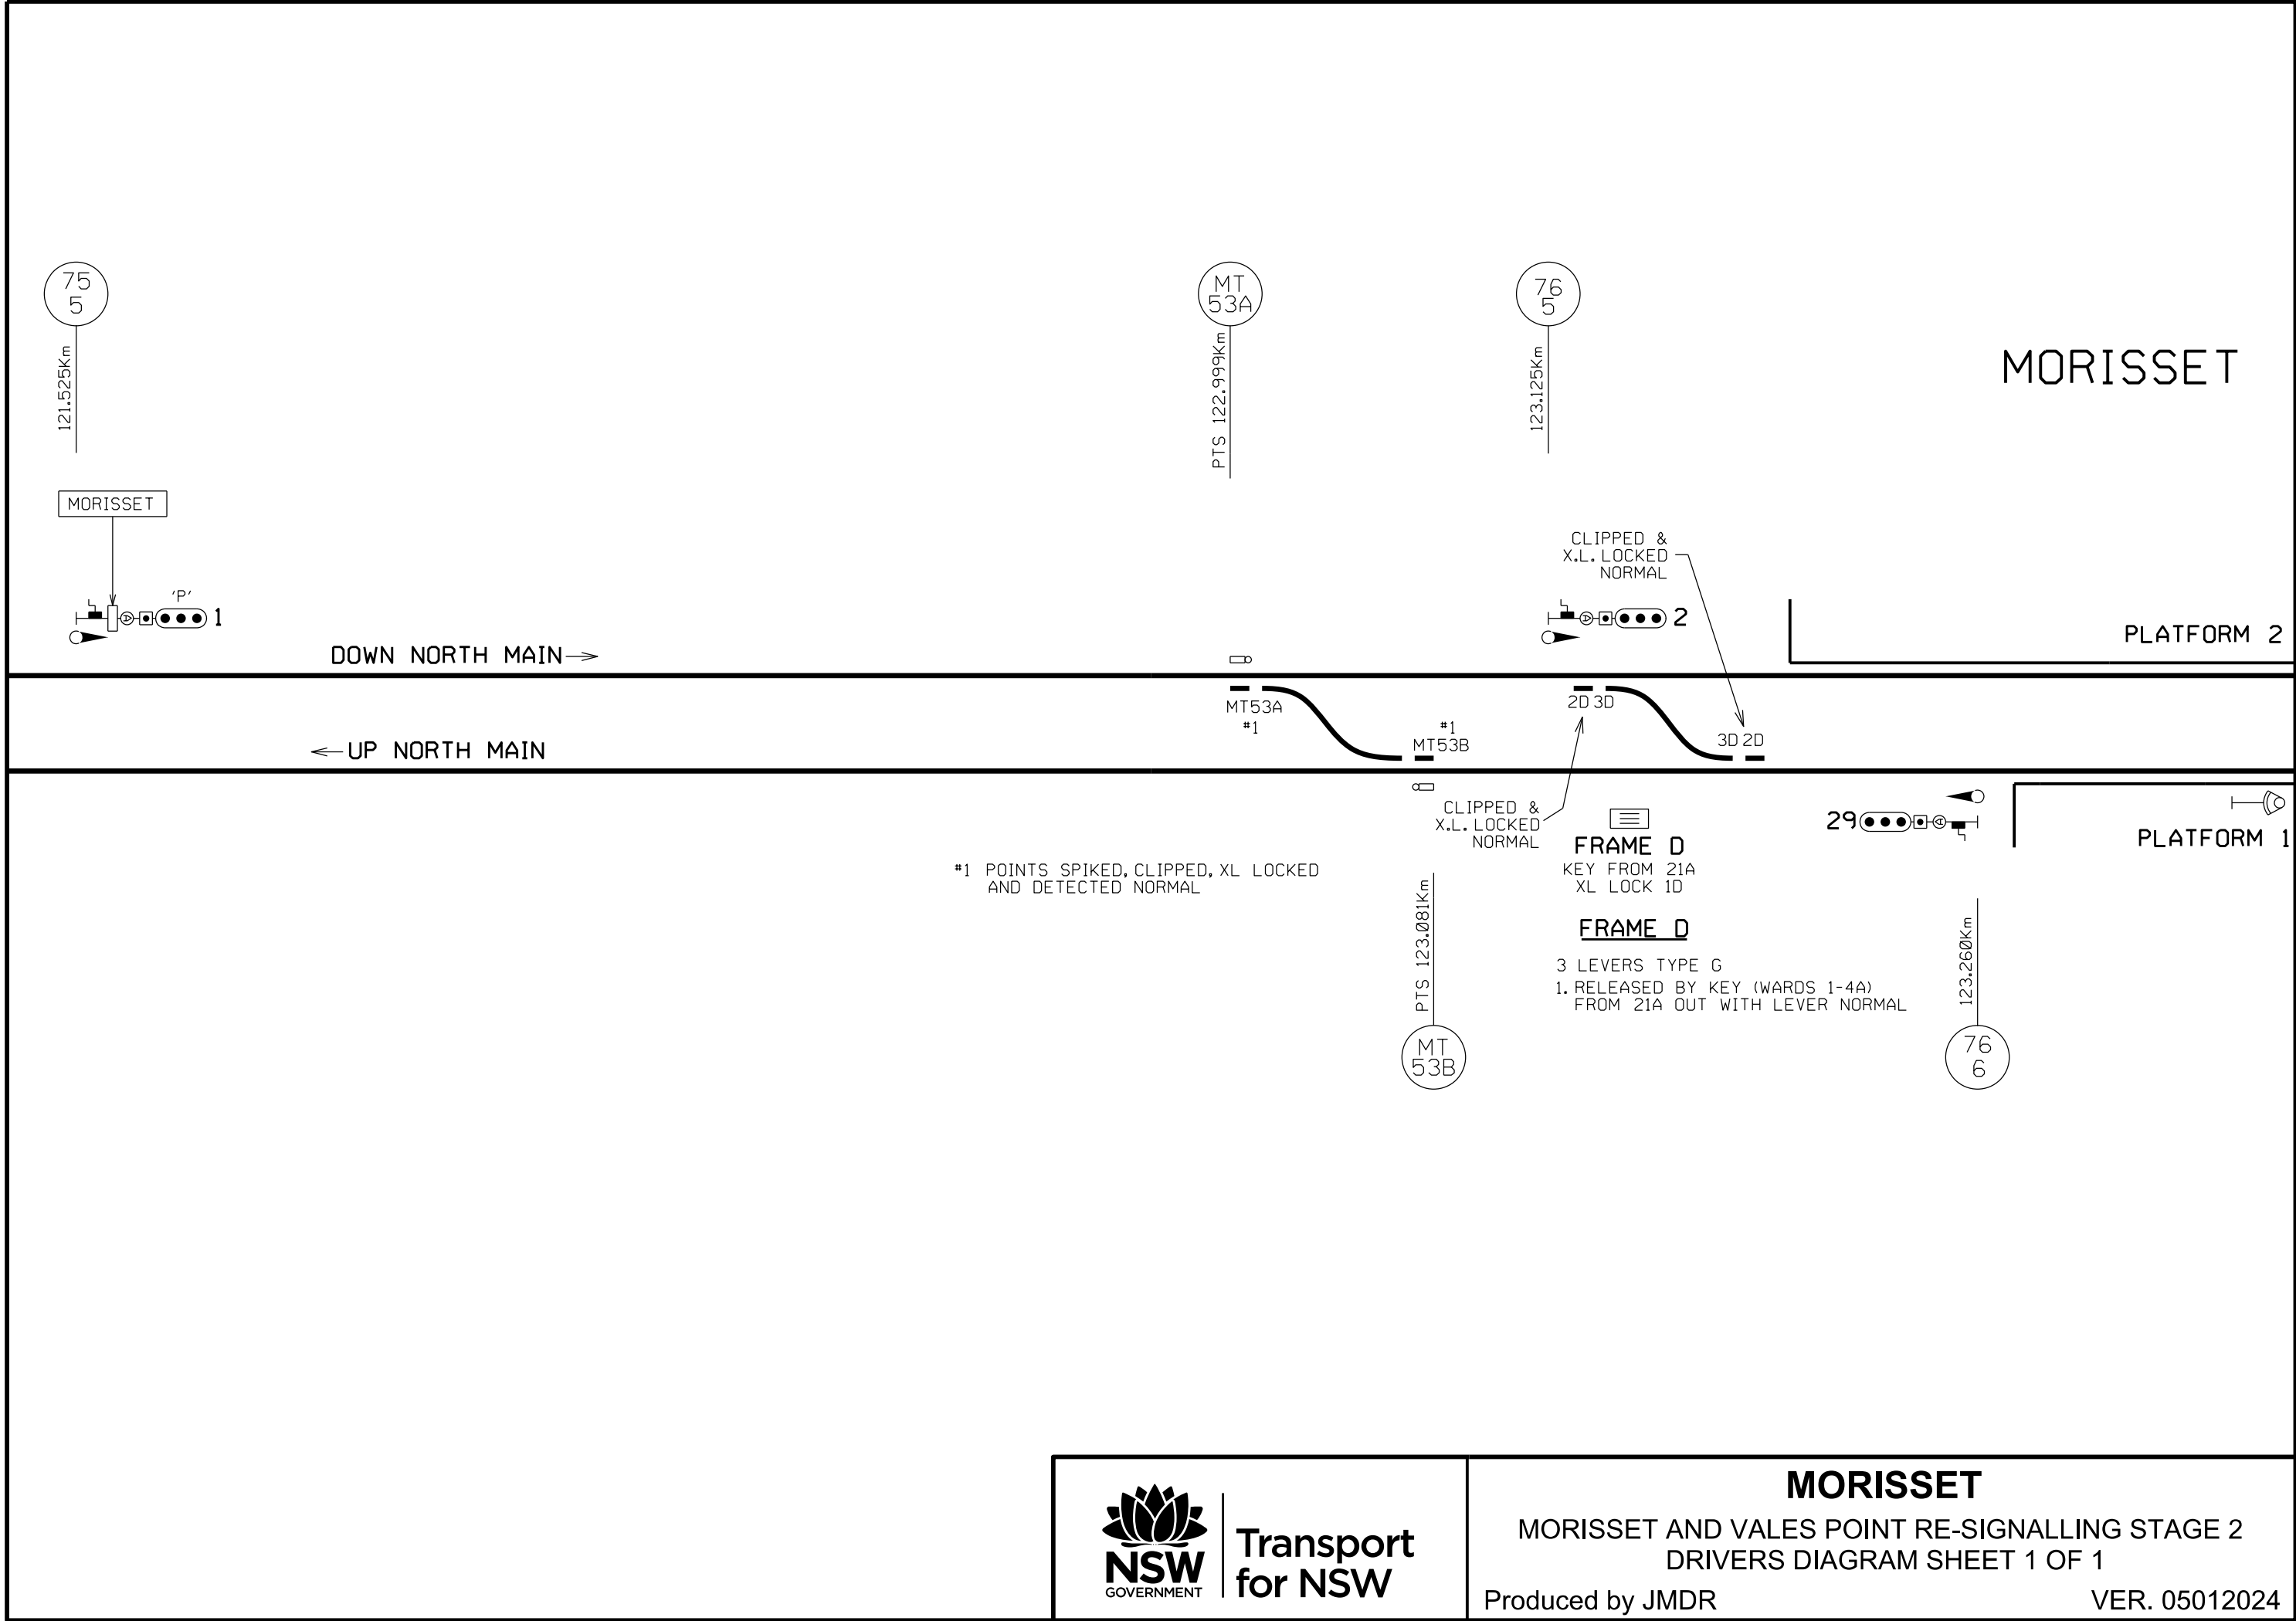 75
5
121.525Km
MT
53A
PTS 122.999Km
76
5
123.125Km
MORISSET
MORISSET
'P'
A
1
CLIPPED &
X.L. LOCKED
NORMAL
A
2
PLATFORM 2
DOWN NORTH MAIN
MT53A
#1
#1
MT53B
2D 3D
3D 2D
UP NORTH MAIN
CLIPPED &
X.L. LOCKED
NORMAL
29
A
PLATFORM 1
FRAME D
KEY FROM 21A
XL LOCK 1D
#1 POINTS SPIKED, CLIPPED, XL LOCKED
AND DETECTED NORMAL
FRAME D
3 LEVERS TYPE G
1. RELEASED BY KEY (WARDS 1-4A)
FROM 21A OUT WITH LEVER NORMAL
PTS 123.081Km
MT
53B
123.260Km
76
6
NSW
GOVERNMENT
Transport
for NSW
MORISSET
MORISSET AND VALES POINT RE-SIGNALLING STAGE 2
DRIVERS DIAGRAM SHEET 1 OF 1
Produced by JMDR
VER. 05012024